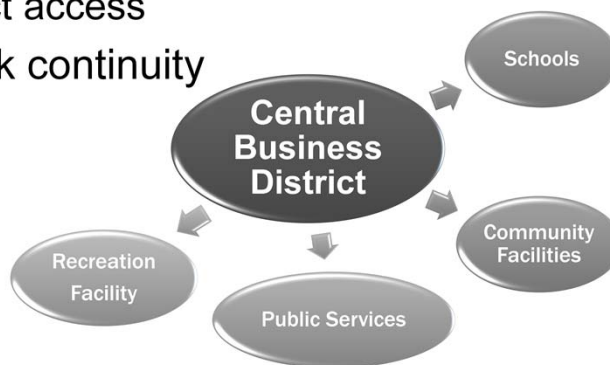 access
continuity
Schools
Central
Business
District
Community
Facilities
Recreation
Facility
Public Services